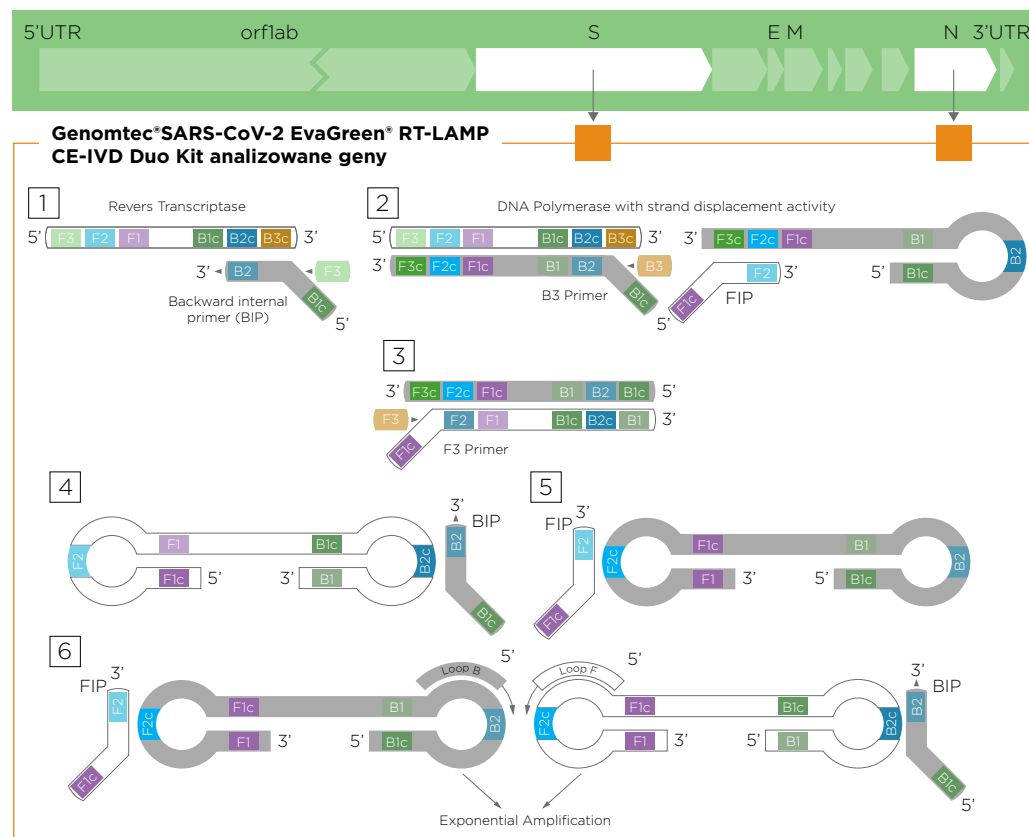 5'UTR orf1ab S E M N 3'UTR
Genomtec®SARS-CoV-2 EvaGreen® RT-LAMP
CE-IVD Duo Kit analizowane geny
1
Revers Transcriptase
5' F3 F2 F1 B1c B2c B3c 3'
3' B2 F3
Backward internal
primer (BIP)
B1c
5'
2
DNA Polymerase with strand displacement activity
5' F3 F2 F1 B1c B2c B3c 3'
3' F3c F2c F1c B1 B2 B3
B3 Primer
B1c
5'
3' F3c F2c F1c B1
B2
5' B1c
F2 3'
FIP
F1c
3
3' F3c F2c F1c B1 B2 B1c 5'
F3 F2 F1 B1c B2c B1 3'
F1c
F3 Primer
4
F1 B1c
F2 B2c
F1c 5' 3' B1
3'
BIP
B2
B1c
5'
5
3'
FIP
F2
F1c
F1c B1
F2c B2
F1 3' 5' B1c
6
3'
FIP
F2
F1c
5'
Loop B
F1c B1
F2c B2
F1 3' 5' B1c
5'
Loop F
F1c B1c
F2c B2c
F1 3' 5' B1
3'
BIP
B2
B1c
5'
Exponential Amplification